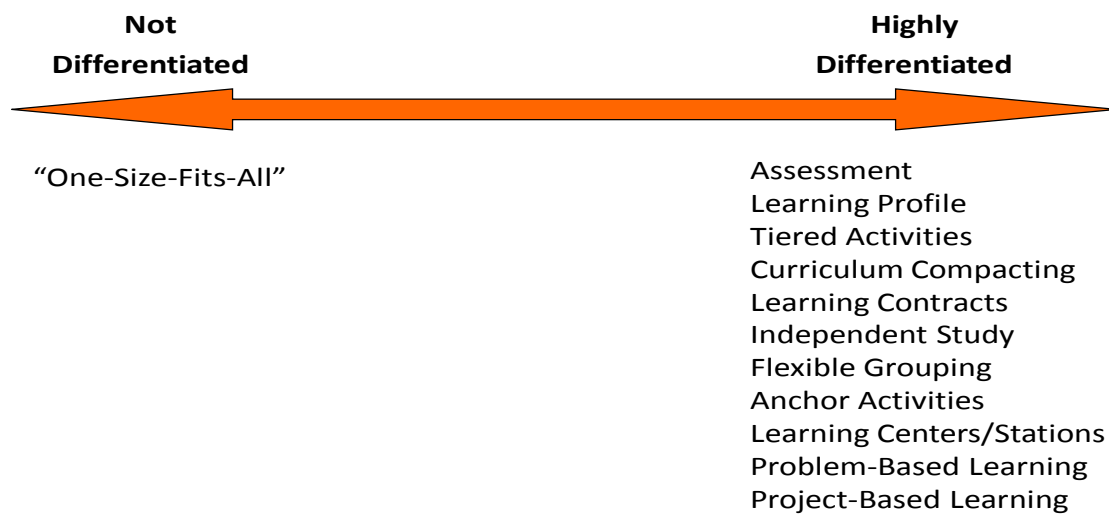 Not
Differentiated
Highly
Differentiated
“One-Size-Fits-All”
Assessment
Learning Profile
Tiered Activities
Curriculum Compacting
Learning Contracts
Independent Study
Flexible Grouping
Anchor Activities
Learning Centers/Stations
Problem-Based Learning
Project-Based Learning